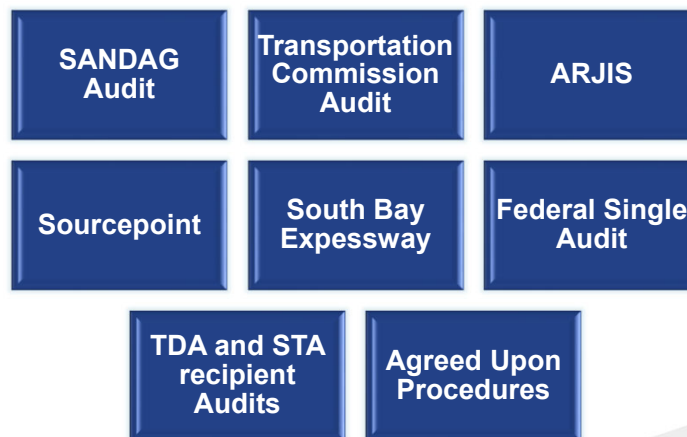 SANDAG
Audit
Transportation
Commission
Audit
ARJIS
Sourcepoint
South Bay
Expessway
Federal Single
Audit
TDA and STA
recipient
Audits
Agreed Upon
Procedures